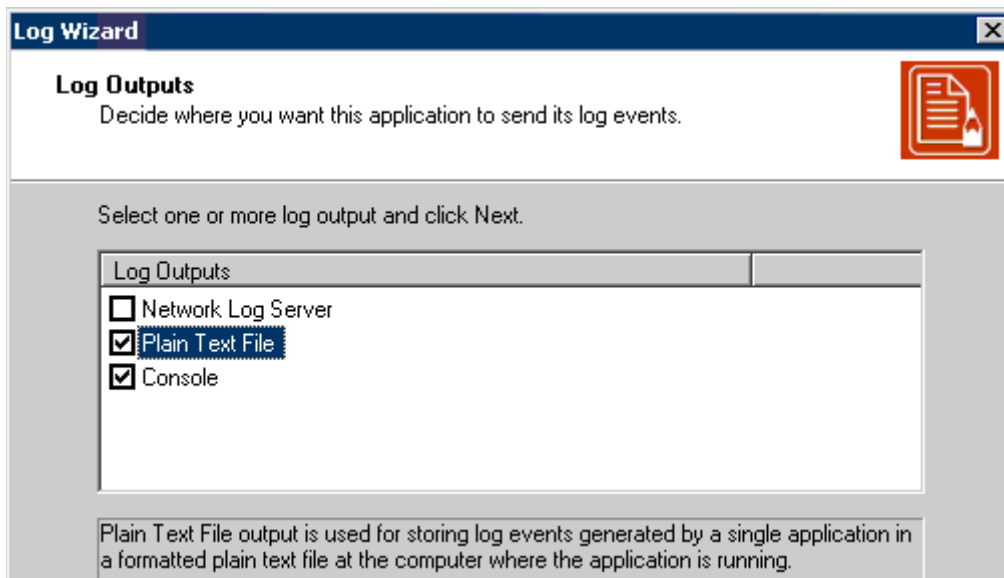 Log Wizard
Log Outputs
Decide where you want this application to send its log events.
Select one or more log output and click Next.
Log Outputs
Network Log Server
Plain Text File
Console
Plain Text File output is used for storing log events generated by a single application in
a formatted plain text file at the computer where the application is running.